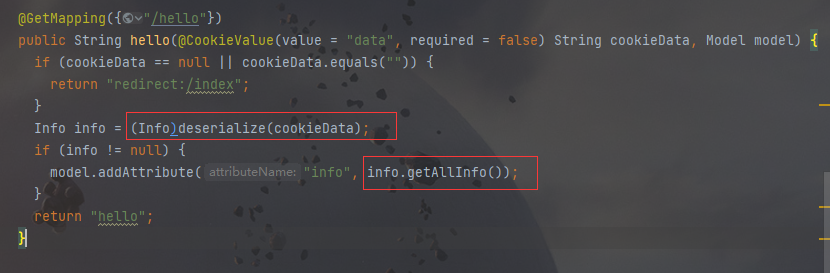 @GetMapping({"/hello"})
public String hello(@CookieValue(value = "data", required = false) String cookieData, Model model) {
if (cookieData == null || cookieData.equals("")) {
return "redirect:/index";
}
Info info = (Info)deserialize(cookieData);
if (info != null) {
model.addAttribute( attributeName: "info", info.getAllInfo());
}
return "hello";
}